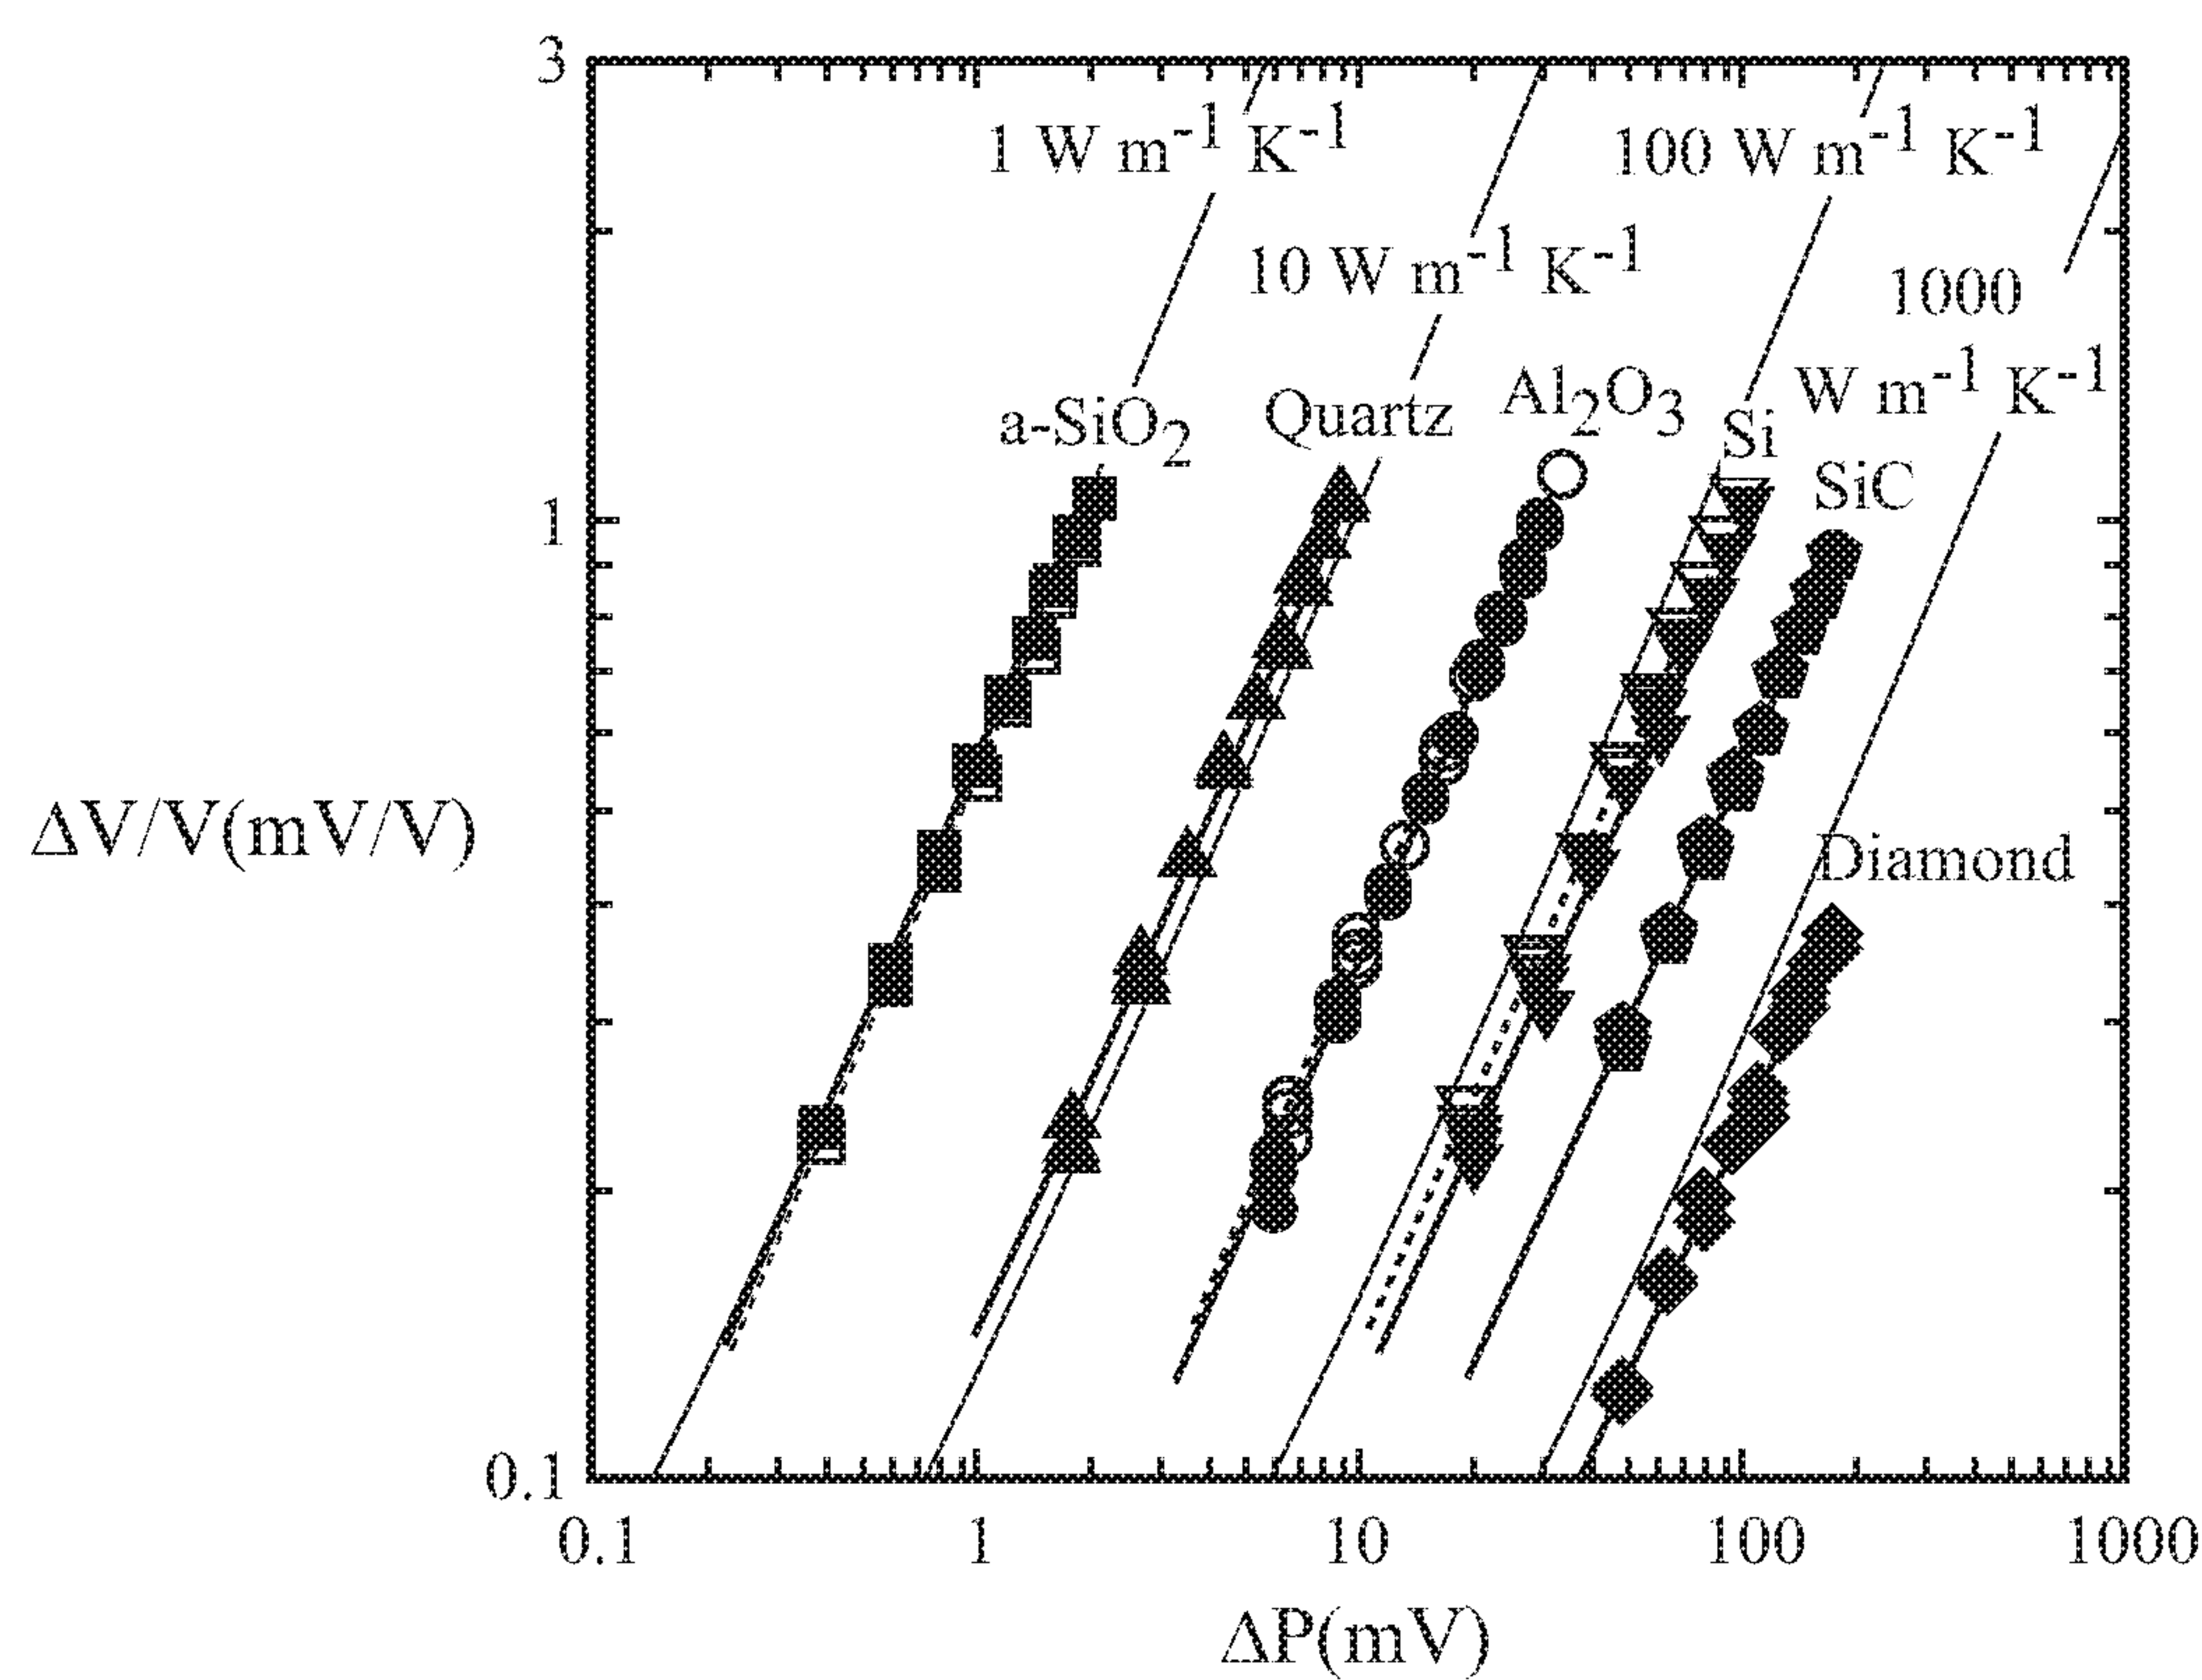 3
1 W m⁻¹ K⁻¹
100 W m⁻¹ K⁻¹
10 W m⁻¹ K⁻¹
1000
W m⁻¹ K⁻¹
a-SiO₂
Quartz
Al₂O₃
Si
SiC
1
ΔV/V(mV/V)
Diamond
0.1
0.1
1
10
100
1000
ΔP(mV)